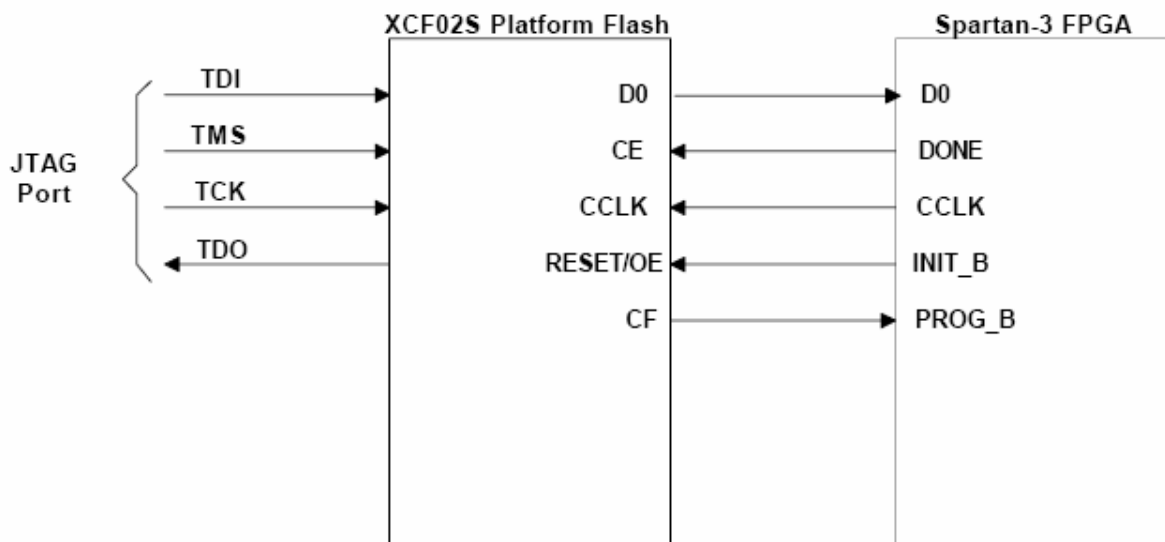 XCF02S Platform Flash
Spartan-3 FPGA
JTAG
Port
TDI
TMS
TCK
TDO
D0
CE
CCLK
RESET/OE
CF
D0
DONE
CCLK
INIT_B
PROG_B